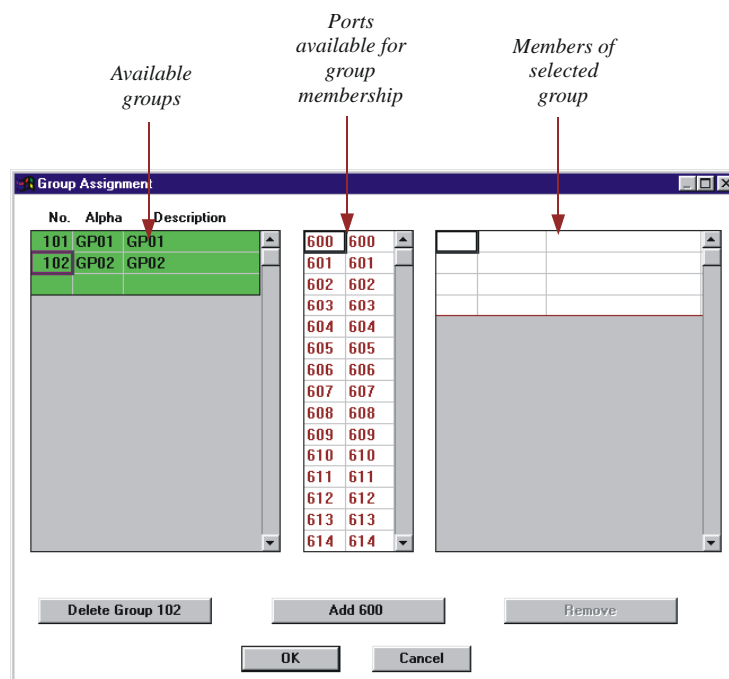 Ports
available for
group
membership
Available
groups
Members of
selected
group
Group Assignment
No. Alpha Description
101 GP01 GP01
102 GP02 GP02
600 600
601 601
602 602
603 603
604 604
605 605
606 606
607 607
608 608
609 609
610 610
611 611
612 612
613 613
614 614
Delete Group 102
Add 600
Remove
OK
Cancel